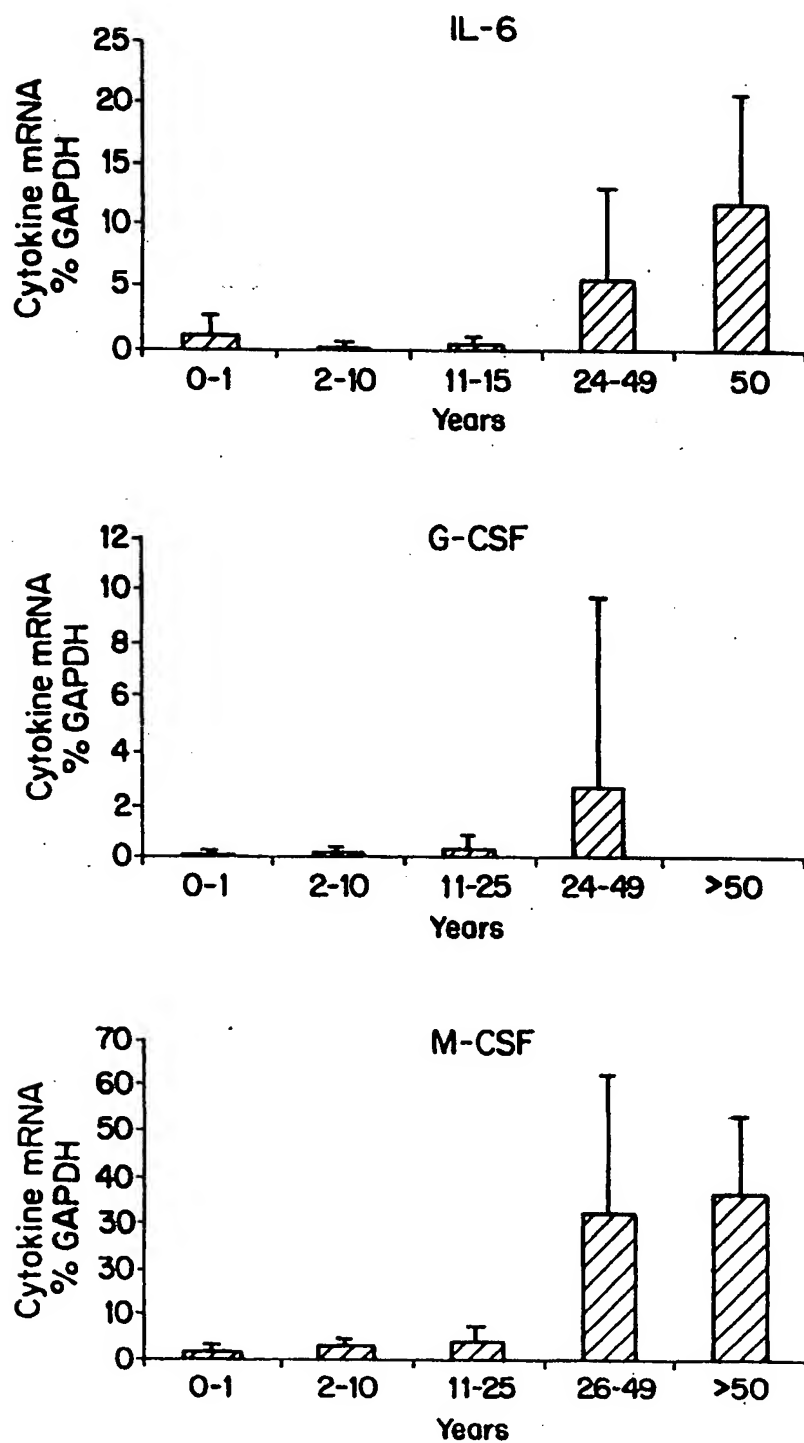 IL-6
25
20
15
10
5
0
Cytokine mRNA
% GAPDH
0-1 2-10 11-15 24-49 50
Years
G-CSF
12
10
8
6
4
2
0
Cytokine mRNA
% GAPDH
0-1 2-10 11-25 24-49 >50
Years
M-CSF
70
60
50
40
30
30
10
0
Cytokine mRNA
% GAPDH
0-1 2-10 11-25 26-49 >50
Years